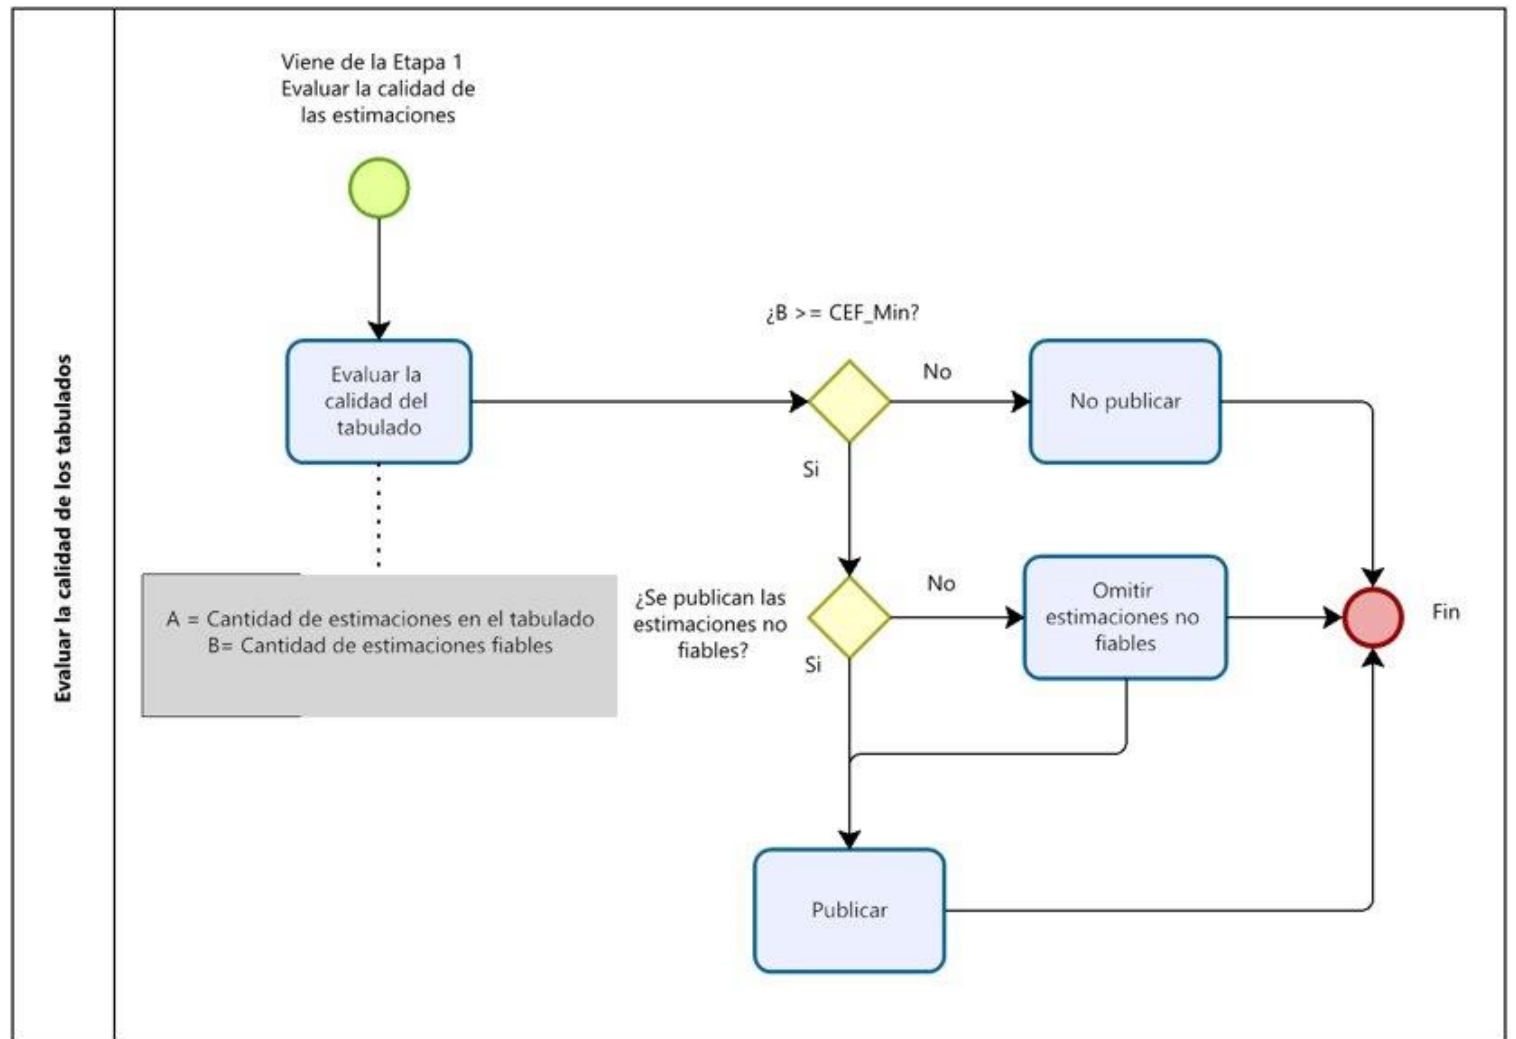 Evaluar la calidad de los tabulados
Viene de la Etapa 1
Evaluar la calidad de
las estimaciones
Evaluar la
calidad del
tabulado
A = Cantidad de estimaciones en el tabulado
B= Cantidad de estimaciones fiables
¿B >= CEF_Min?
No
No publicar
Si
¿Se publican las
estimaciones no
fiables?
No
Omitir
estimaciones no
fiables
Fin
Si
Publicar